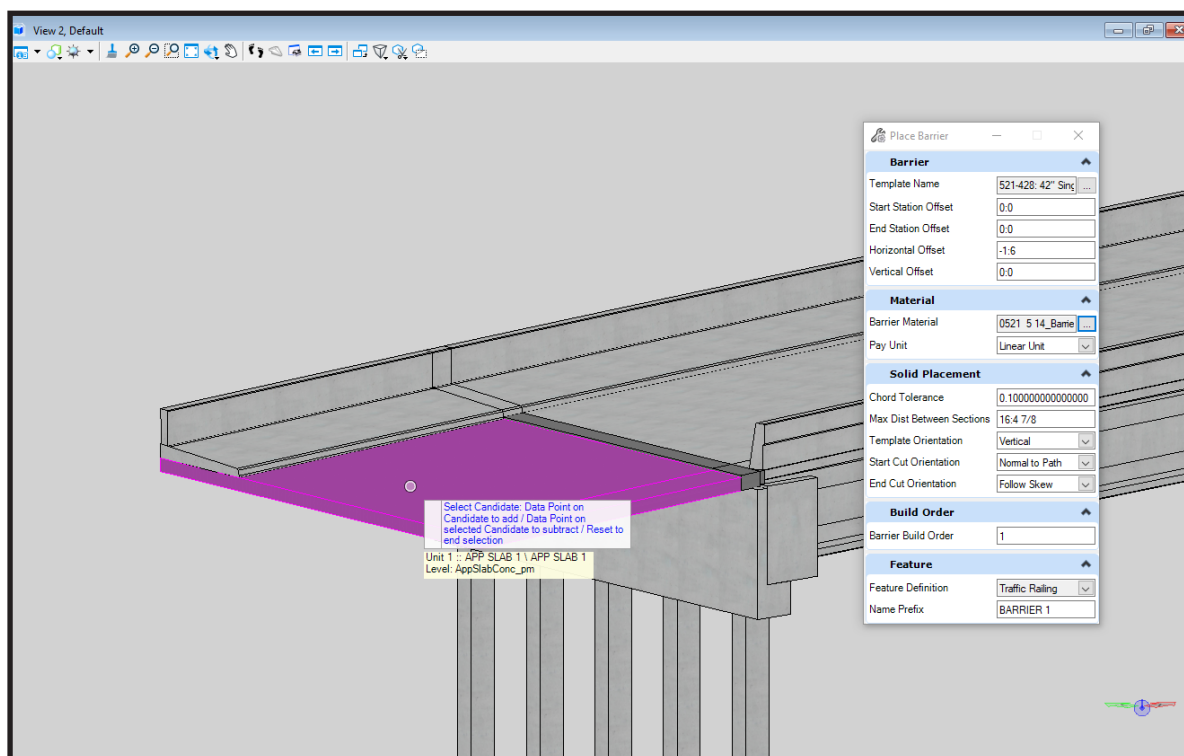 View 2, Default
Place Barrier
Barrier
Template Name 521-428: 42" Sing ...
Start Station Offset 0:0
End Station Offset 0:0
Horizontal Offset -1:6
Vertical Offset 0:0
Material
Barrier Material 0521 5 14_Barrie ...
Pay Unit Linear Unit
Solid Placement
Chord Tolerance 0.10000000000000
Max Dist Between Sections 16:4 7/8
Template Orientation Vertical
Start Cut Orientation Normal to Path
End Cut Orientation Follow Skew
Build Order
Barrier Build Order 1
Feature
Feature Definition Traffic Railing
Name Prefix BARRIER 1
Select Candidate: Data Point on
Candidate to add / Data Point on
selected Candidate to subtract / Reset to
end selection
Unit 1 :: APP SLAB 1 \ APP SLAB 1
Level: AppSlabConc_pm